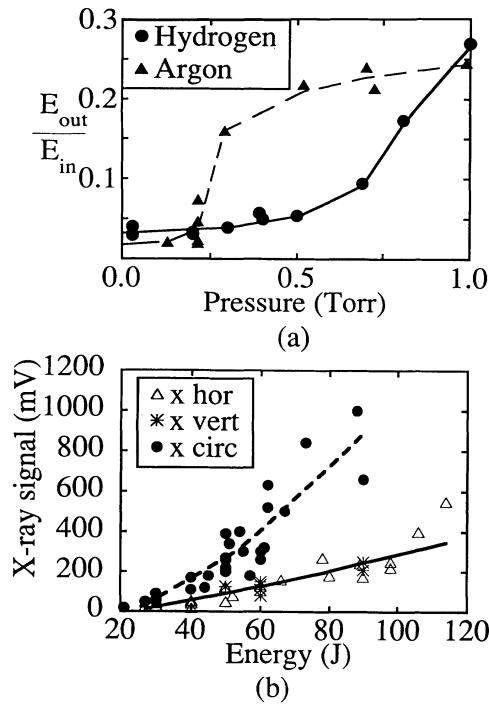 0.3
Hydrogen
Argon
E out
E in
0.2
0.1
0.0 0.5 1.0
Pressure (Torr)
(a)
1200
1000
800
600
400
200
0
X-ray signal (mV)
x hor
x vert
x circ
20 40 60 80 100 120
Energy (J)
(b)